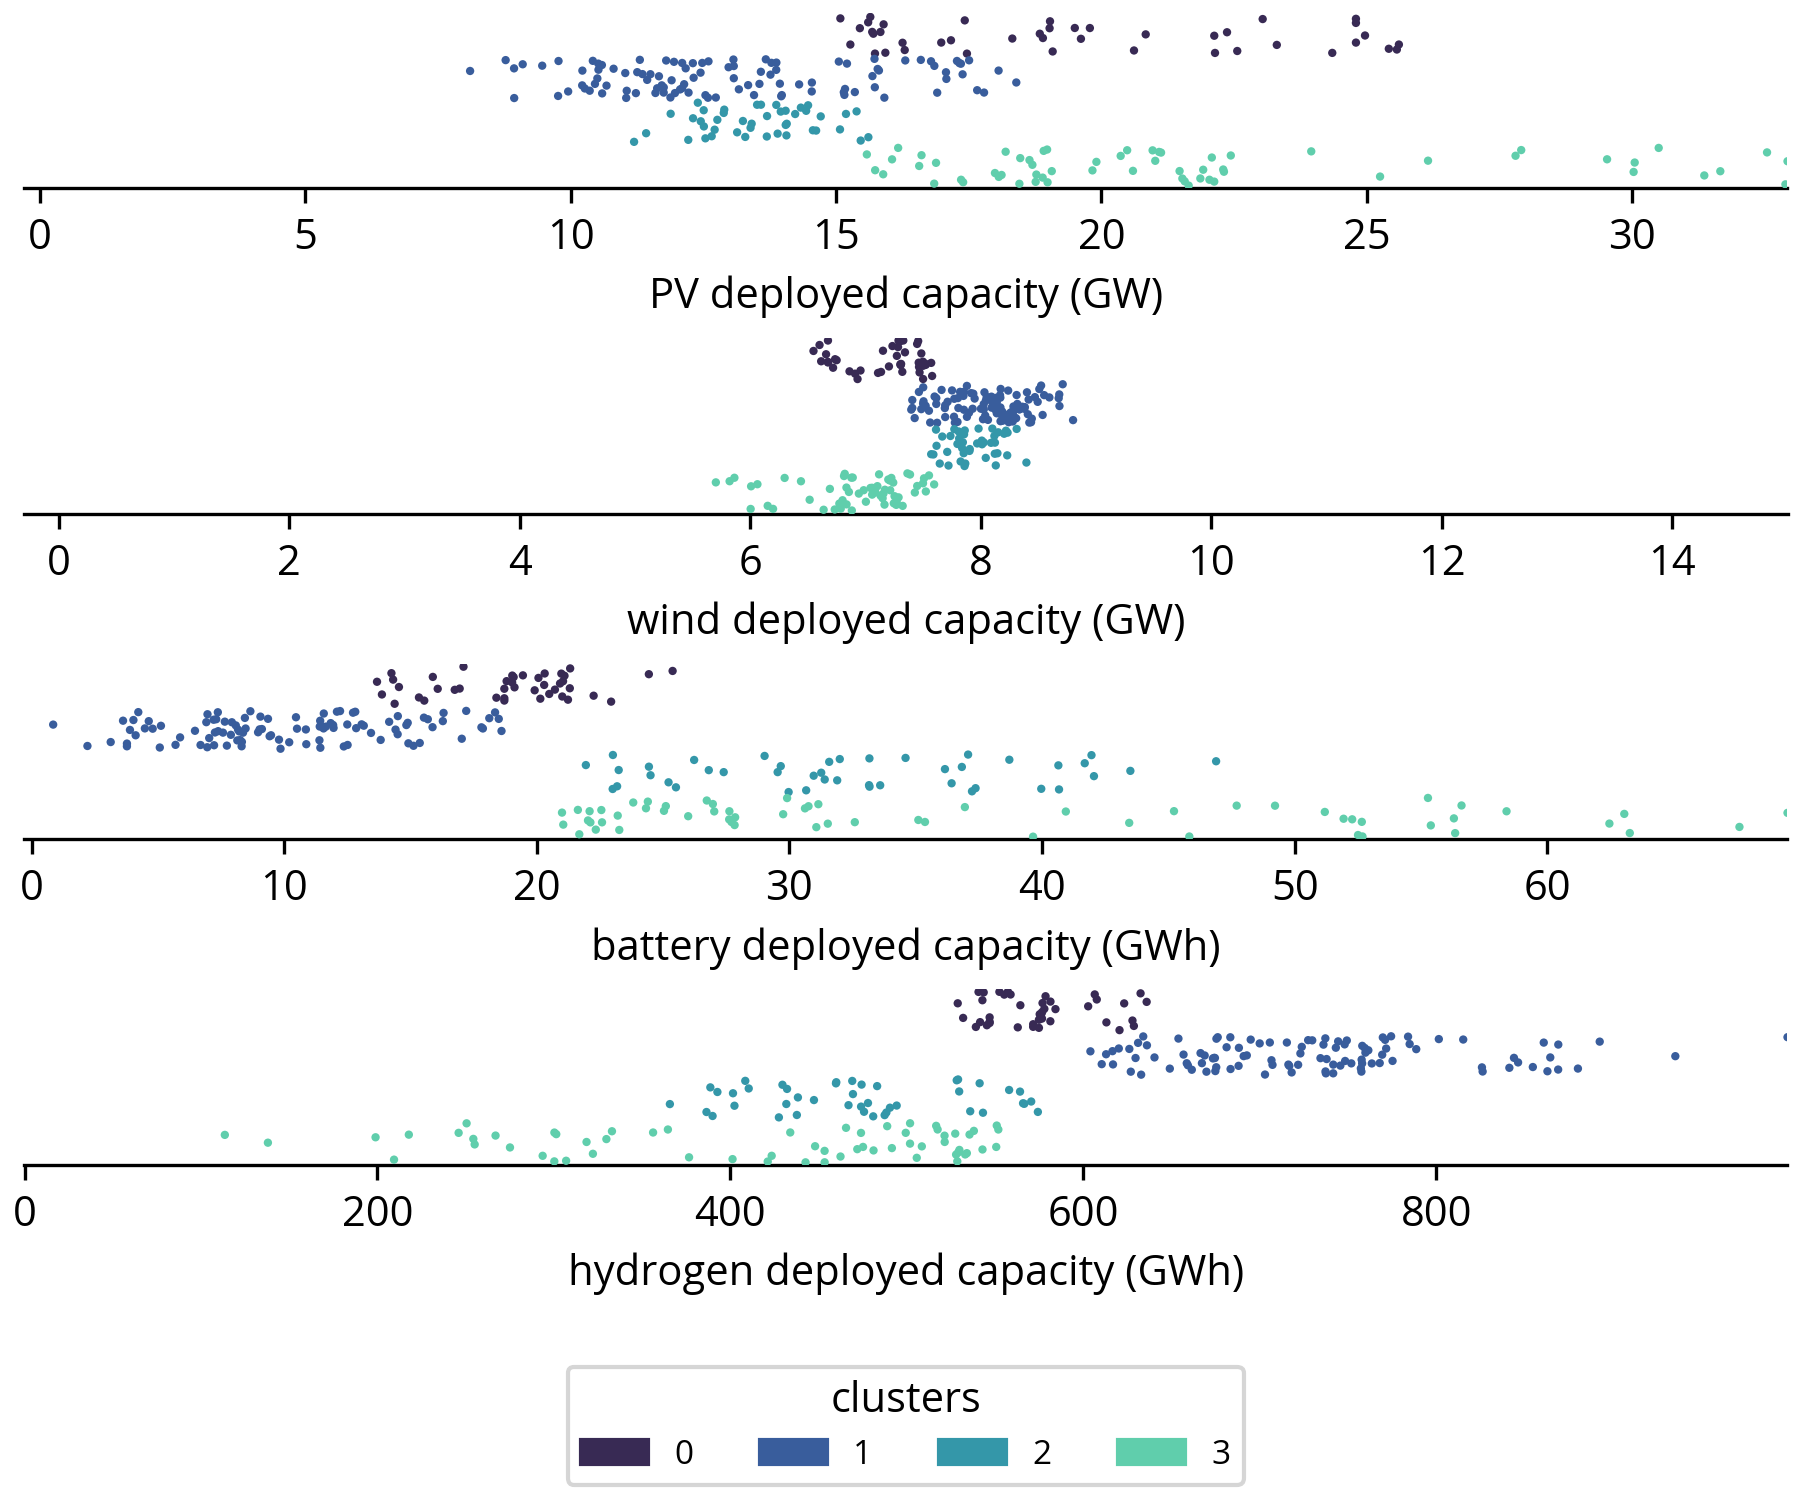 0 5 10 15 20 25 30
PV deployed capacity (GW)
0 2 4 6 8 10 12 14
wind deployed capacity (GW)
0 10 20 30 40 50 60
battery deployed capacity (GWh)
0 200 400 600 800
hydrogen deployed capacity (GWh)
clusters
0 1 2 3